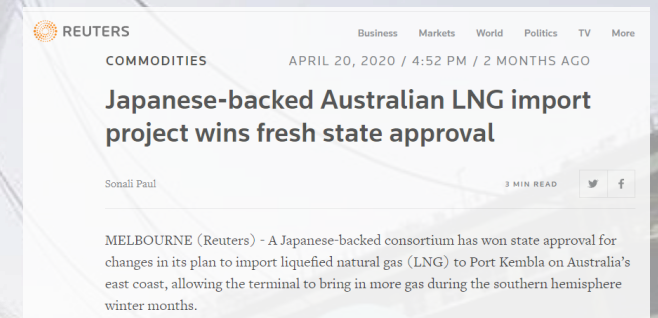 REUTERS Business Markets World Politics TV More
COMMODITIES APRIL 20, 2020 / 4:52 PM / 2 MONTHS AGO
Japanese-backed Australian LNG import
project wins fresh state approval
Sonali Paul 3 MIN READ
MELBOURNE (Reuters) - A Japanese-backed consortium has won state approval for
changes in its plan to import liquefied natural gas (LNG) to Port Kembla on Australia’s
east coast, allowing the terminal to bring in more gas during the southern hemisphere
winter months.